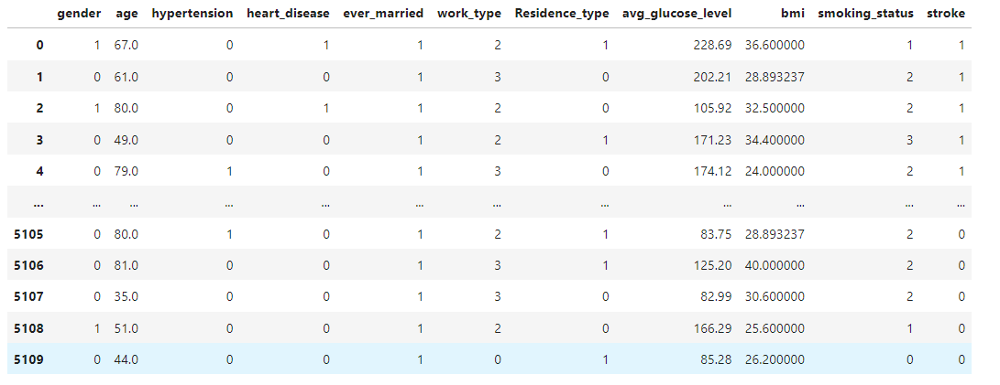 gender age hypertension heart_disease ever_married work_type Residence_type avg_glucose_level bmi smoking_status stroke
0 1 67.0 0 1 1 2 1 228.69 36.600000 1 1
1 0 61.0 0 0 1 3 0 202.21 28.893237 2 1
2 1 80.0 0 1 1 2 0 105.92 32.500000 2 1
3 0 49.0 0 0 1 2 1 171.23 34.400000 3 1
4 0 79.0 1 0 1 3 0 174.12 24.000000 2 1
... ... ... ... ... ... ... ... ... ... ... ...
5105 0 80.0 1 0 1 2 1 83.75 28.893237 2 0
5106 0 81.0 0 0 1 3 1 125.20 40.000000 2 0
5107 0 35.0 0 0 1 3 0 82.99 30.600000 2 0
5108 1 51.0 0 0 1 2 0 166.29 25.600000 1 0
5109 0 44.0 0 0 1 0 1 85.28 26.200000 0 0